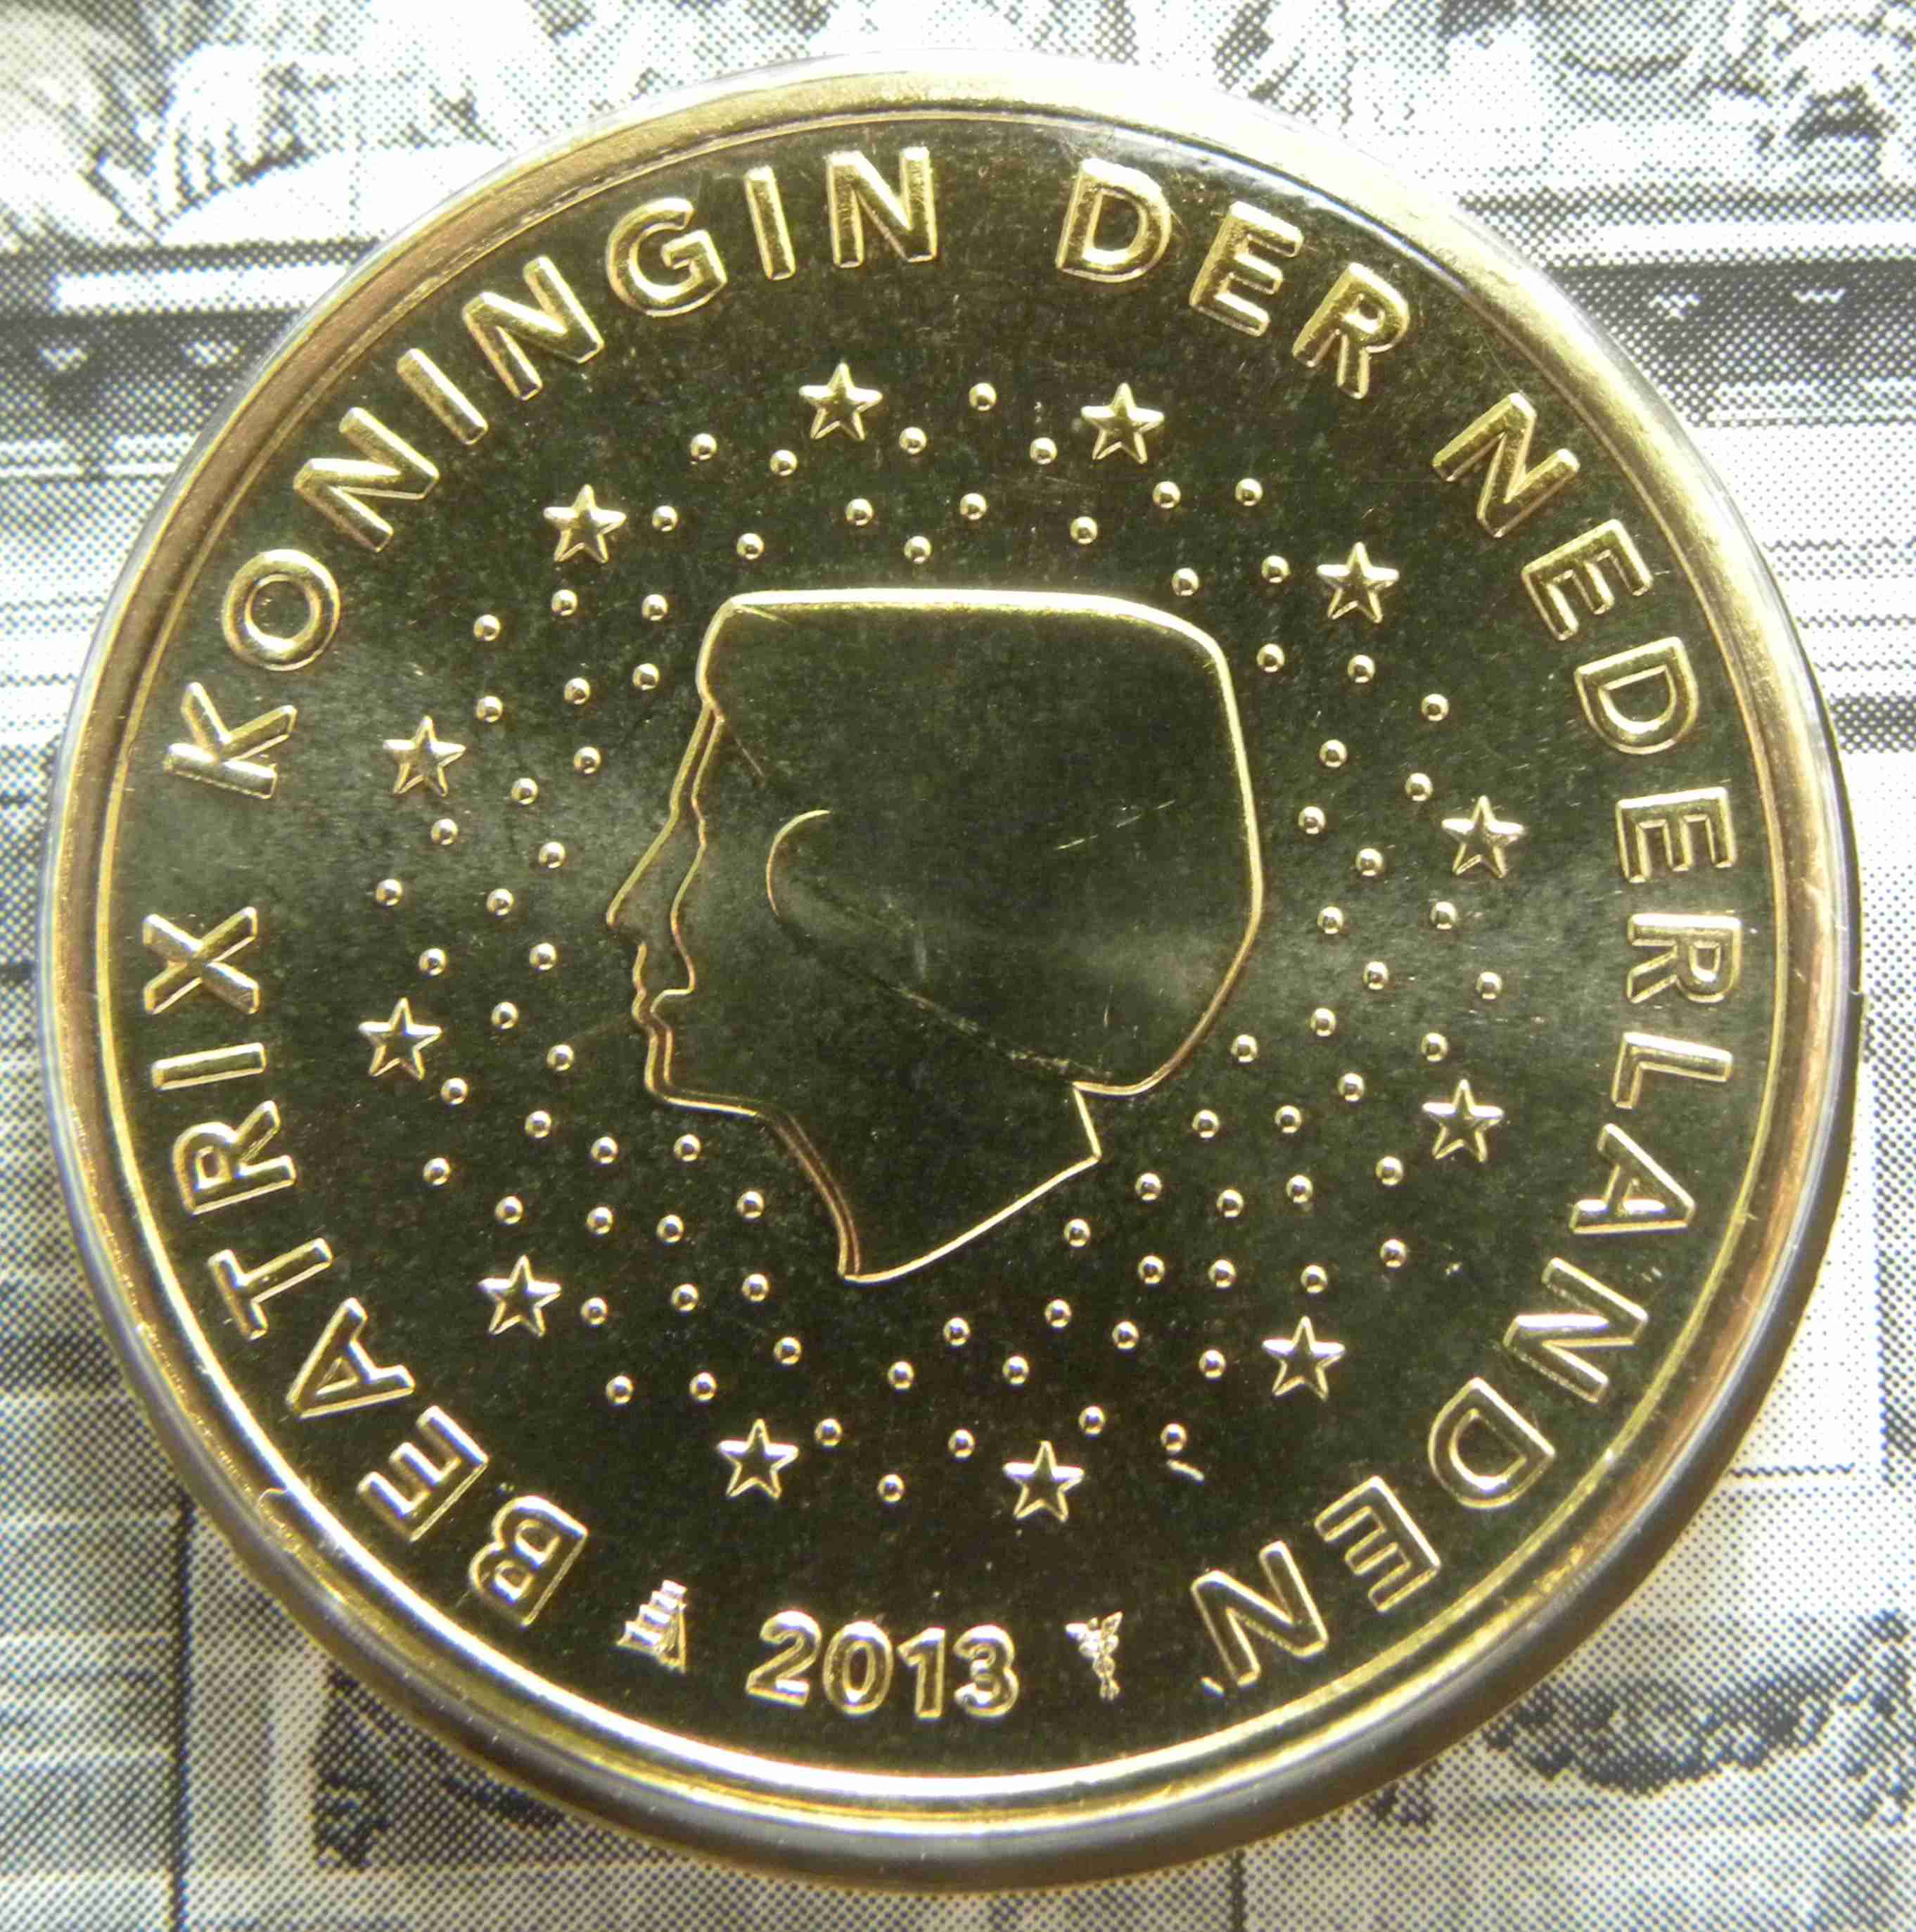 BEATRIX KONINGIN DER NEDERLANDEN
2013